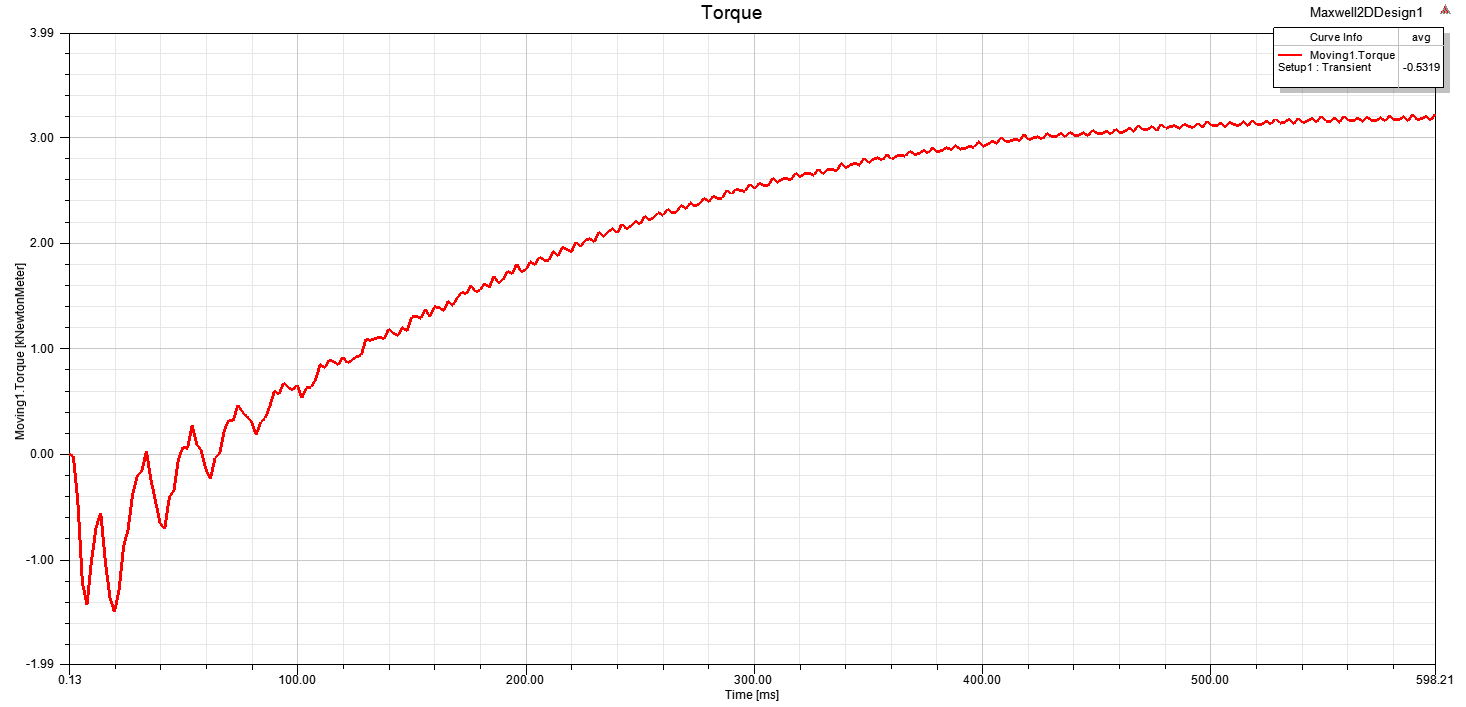 Torque
Maxwell2DDesign1
Curve Info avg
Moving1.Torque
Setup1 : Transient -0.5319
3.99
3.00
2.00
1.00
0.00
-1.00
-1.99
Moving1.Torque [kNewtonMeter]
0.13 100.00 200.00 300.00 400.00 500.00 598.21
Time [ms]